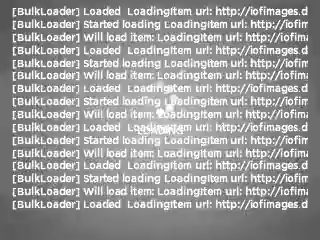 [BulkLoader] Loaded LoadingItem url: http://iofimages.d
[BulkLoader] Started loading LoadingItem url: http://iofim
[BulkLoader] Will load item: LoadingItem url: http://iofima
[BulkLoader] Loaded LoadingItem url: http://iofimages.d
[BulkLoader] Started loading LoadingItem url: http://iofim
[BulkLoader] Will load item: LoadingItem url: http://iofima
[BulkLoader] Loaded LoadingItem url: http://iofimages.d
[BulkLoader] Started loading LoadingItem url: http://iofim
[BulkLoader] Will load item: LoadingItem url: http://iofima
[BulkLoader] Loaded LoadingItem url: http://iofimages.d
LOADING
[BulkLoader] Started loading LoadingItem url: http://iofim
[BulkLoader] Will load item: LoadingItem url: http://iofima
[BulkLoader] Loaded LoadingItem url: http://iofimages.d
[BulkLoader] Started loading LoadingItem url: http://iofim
[BulkLoader] Will load item: LoadingItem url: http://iofima
[BulkLoader] Loaded LoadingItem url: http://iofimages.d